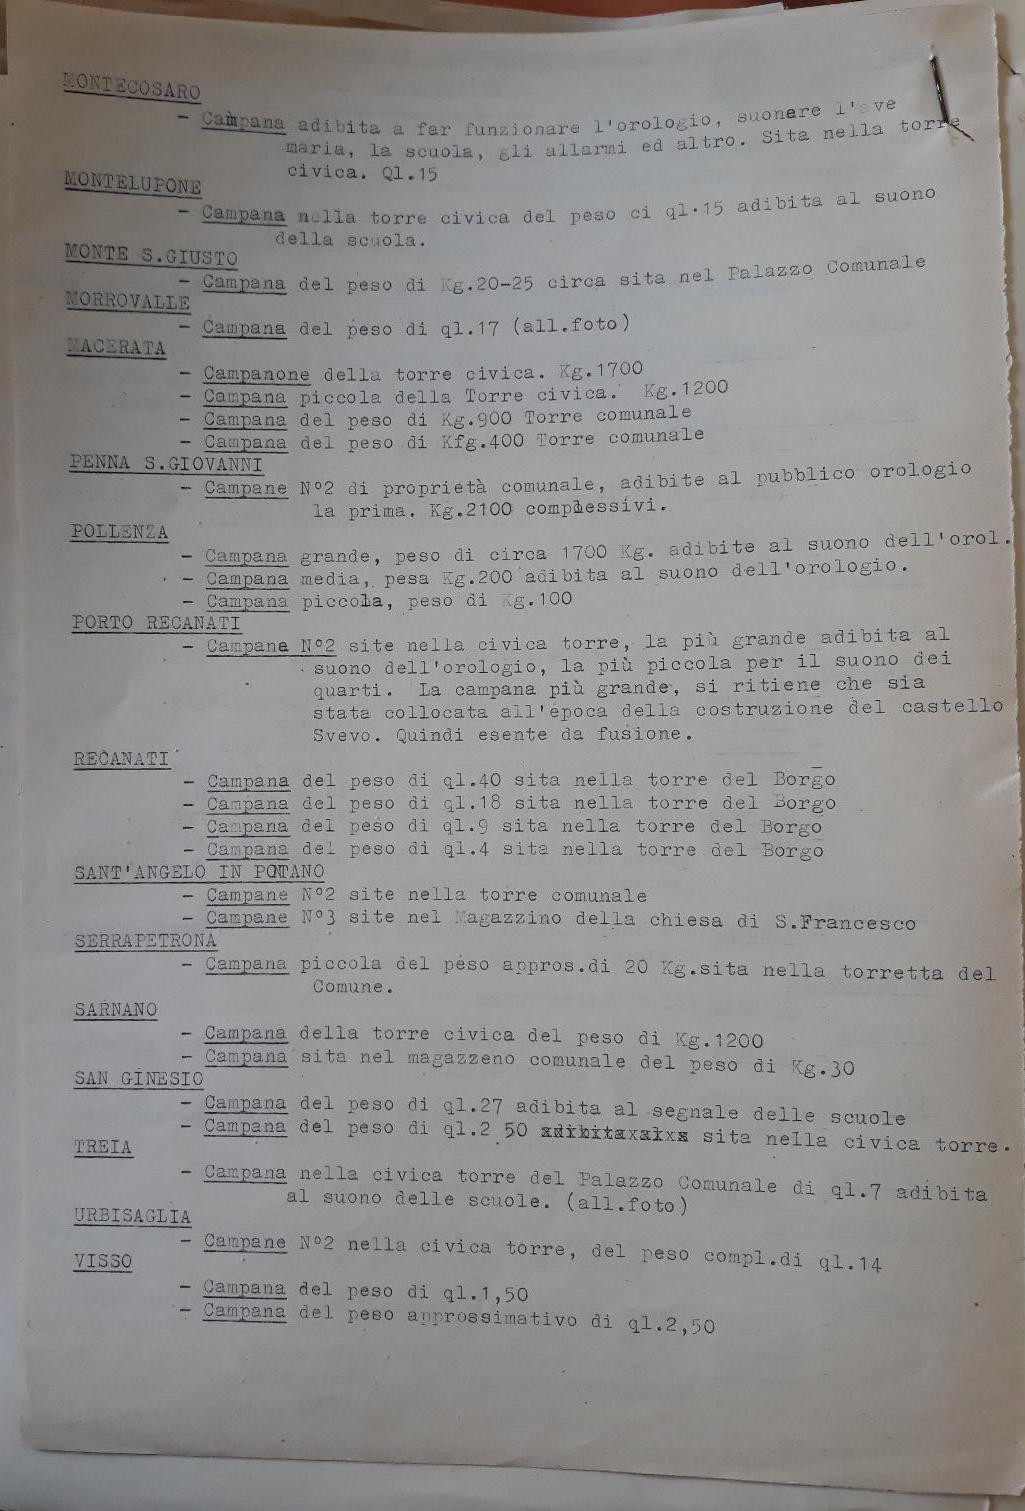 MONTECOSARO
- Campana adibita a far funzionare l'orologio, suonare l'ave
maria, la scuola, gli allarmi ed altro. Sita nella torre
civica. Ql.15
MONTELUPONE
- Campana nella torre civica del peso ci ql.15 adibita al suono
della scuola.
MONTE S.GIUSTO
- Campana del peso di Kg.20-25 circa sita nel Palazzo Comunale
MORROVALLE
- Campana del peso di ql.17 (all.foto)
MACERATA
- Campanone della torre civica. Kg.1700
- Campana piccola della Torre civica. Kg.1200
- Campana del peso di Kg.900 Torre comunale
- Campana del peso di Kfg.400 Torre comunale
PENNA S.GIOVANNI
- Campane N°2 di proprietà comunale, adibite al pubblico orologio
la prima. Kg.2100 complessivi.
POLLENZA
- Campana grande, peso di circa 1700 Kg. adibite al suono dell'orol.
- Campana media, pesa Kg.200 adibita al suono dell'orologio.
- Campana piccola, peso di Kg.100
PORTO RECANATI
- Campane N°2 site nella civica torre, la più grande adibita al
suono dell'orologio, la più piccola per il suono dei
quarti. La campana più grande, si ritiene che sia
stata collocata all'epoca della costruzione del castello
Svevo. Quindi esente da fusione.
RECANATI
- Campana del peso di ql.40 sita nella torre del Borgo
- Campana del peso di ql.18 sita nella torre del Borgo
- Campana del peso di ql.9 sita nella torre del Borgo
- Campana del peso di ql.4 sita nella torre del Borgo
SANT'ANGELO IN PONTANO
- Campane N°2 site nella torre comunale
- Campane N°3 site nel Magazzino della chiesa di S.Francesco
SERRAPETRONA
- Campana piccola del peso appros.di 20 Kg.sita nella torretta del
Comune.
SARNANO
- Campana della torre civica del peso di Kg.1200
- Campana sita nel magazzeno comunale del peso di Kg.30
SAN GINESIO
- Campana del peso di ql.27 adibita al segnale delle scuole
- Campana del peso di ql.2 50 sita nella civica torre.
TREIA
- Campana nella civica torre del Palazzo Comunale di ql.7 adibita
al suono delle scuole. (all.foto)
URBISAGLIA
- Campane N°2 nella civica torre, del peso compl.di ql.14
VISSO
- Campana del peso di ql.1,50
- Campana del peso approssimativo di ql.2,50